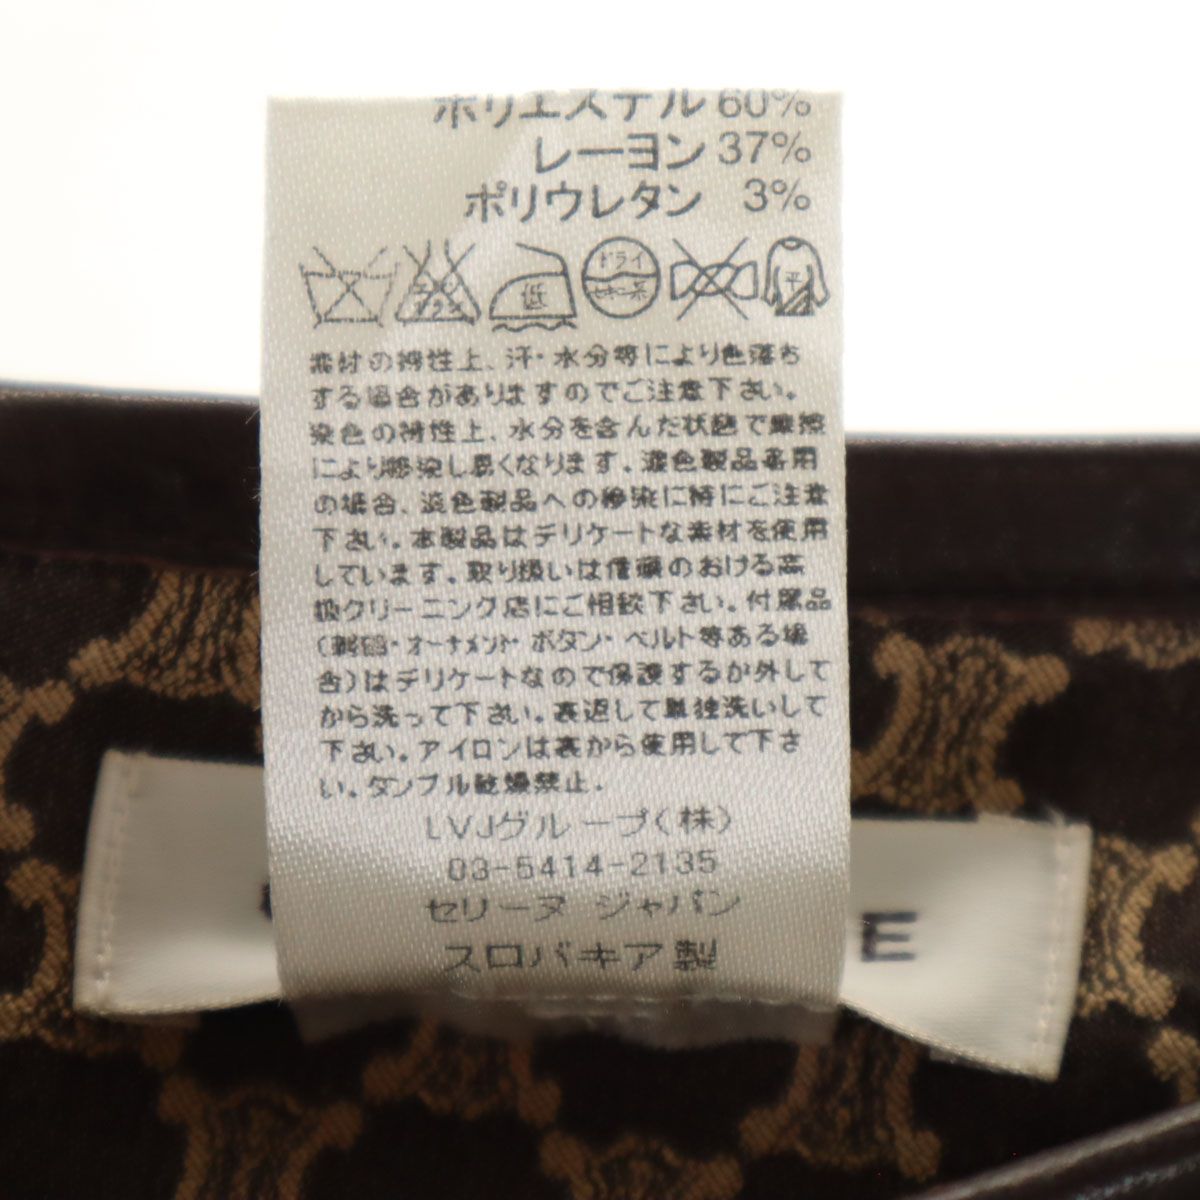 ポリエステル 60%
レーヨン 37%
ポリウレタン 3%
エンソ
サラシ
低
ドライ
セキユ系
平
素材の特性上、汗・水分等により色落ち
する場合がありますのでご注意下さい。
染色の特性上、水分を含んだ状態で摩擦
により移染し易くなります。濃色製品着用
の場合、淡色製品への移染に特にご注意
下さい。本製品はデリケートな素材を使用
しています。取り扱いは信頼のおける高
級クリーニング店にご相談下さい。付属品
(釦・オーナメント・ボタン・ベルト等ある場
合)はデリケートなので保護するか外して
から洗って下さい。裏返して単独洗いして
下さい。アイロンは裏から使用して下さ
い。タンブル乾燥禁止.
LVJグループ(株)
03-5414-2135
セリーヌ ジャパン
スロバキア製
E